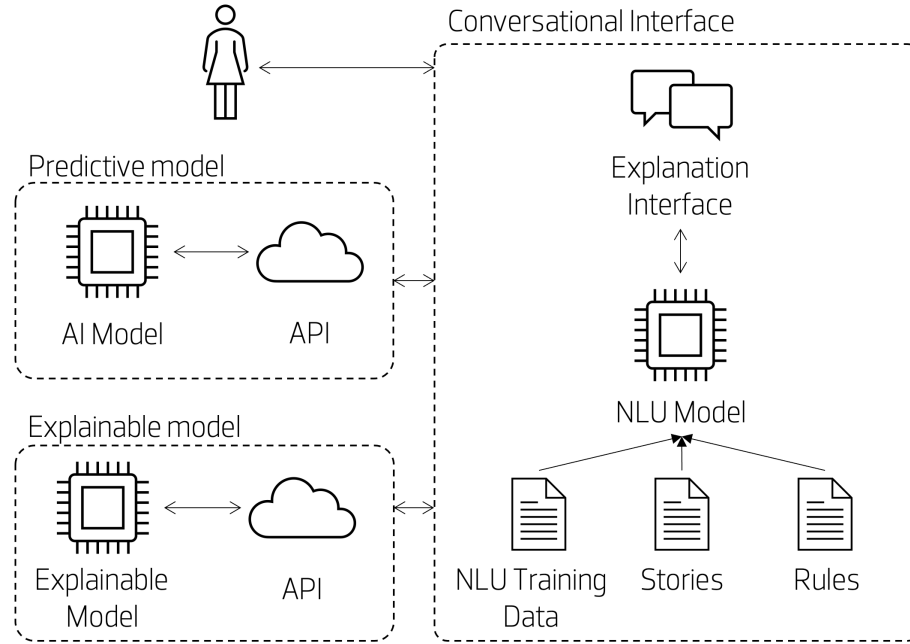 Conversational Interface
Explanation
Interface
Predictive model
AI Model
API
NLU Model
Explainable model
Explainable
Model
API
NLU Training
Data
Stories
Rules